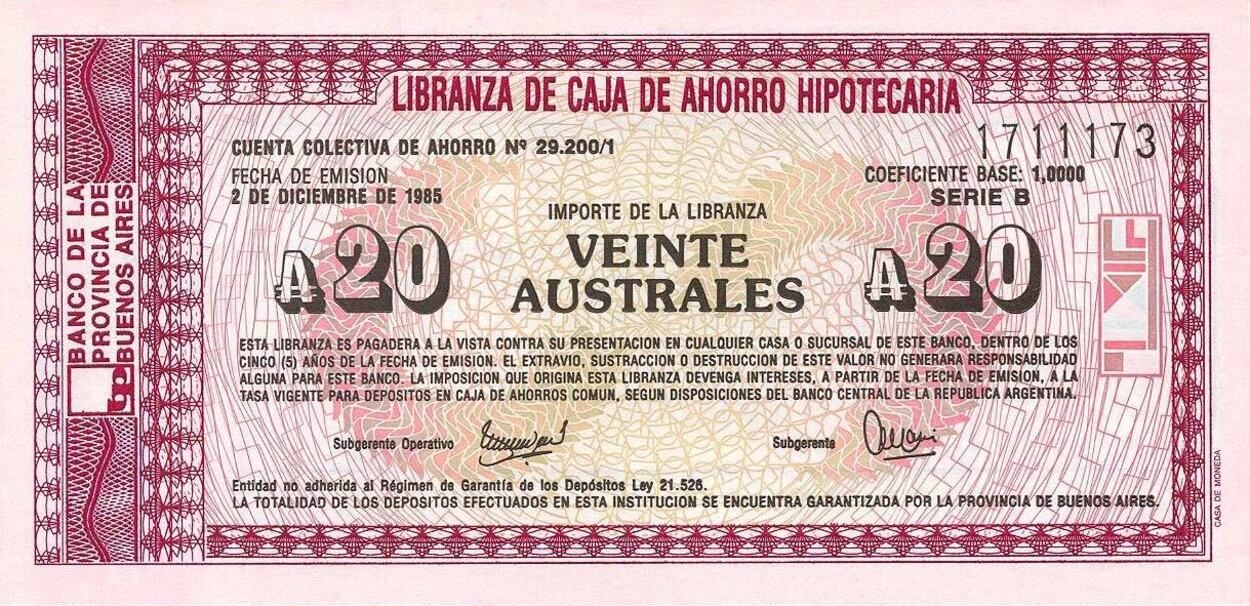 LIBRANZA DE CAJA DE AHORRO HIPOTECARIA
1711173
CUENTA COLECTIVA DE AHORRO Nº 29.200/1
FECHA DE EMISION
2 DE DICIEMBRE DE 1985
COEFICIENTE BASE: 1,0000
SERIE B
IMPORTE DE LA LIBRANZA
₳20
VEINTE
AUSTRALES
₳20
ESTA LIBRANZA ES PAGADERA A LA VISTA CONTRA SU PRESENTACION EN CUALQUIER CASA O SUCURSAL DE ESTE BANCO, DENTRO DE LOS
CINCO (5) AÑOS DE LA FECHA DE EMISION. EL EXTRAVIO, SUSTRACCION O DESTRUCCION DE ESTE VALOR NO GENERARA RESPONSABILIDAD
ALGUNA PARA ESTE BANCO. LA IMPOSICION QUE ORIGINA ESTA LIBRANZA DEVENGA INTERESES, A PARTIR DE LA FECHA DE EMISION, A LA
TASA VIGENTE PARA DEPOSITOS EN CAJA DE AHORROS COMUN, SEGUN DISPOSICIONES DEL BANCO CENTRAL DE LA REPUBLICA ARGENTINA.
Subgerente Operativo
Subgerente
Entidad no adherida al Régimen de Garantía de los Depósitos Ley 21.526.
LA TOTALIDAD DE LOS DEPOSITOS EFECTUADOS EN ESTA INSTITUCION SE ENCUENTRA GARANTIZADA POR LA PROVINCIA DE BUENOS AIRES.
BANCO DE LA
PROVINCIA DE
BUENOS AIRES
CASA DE MONEDA